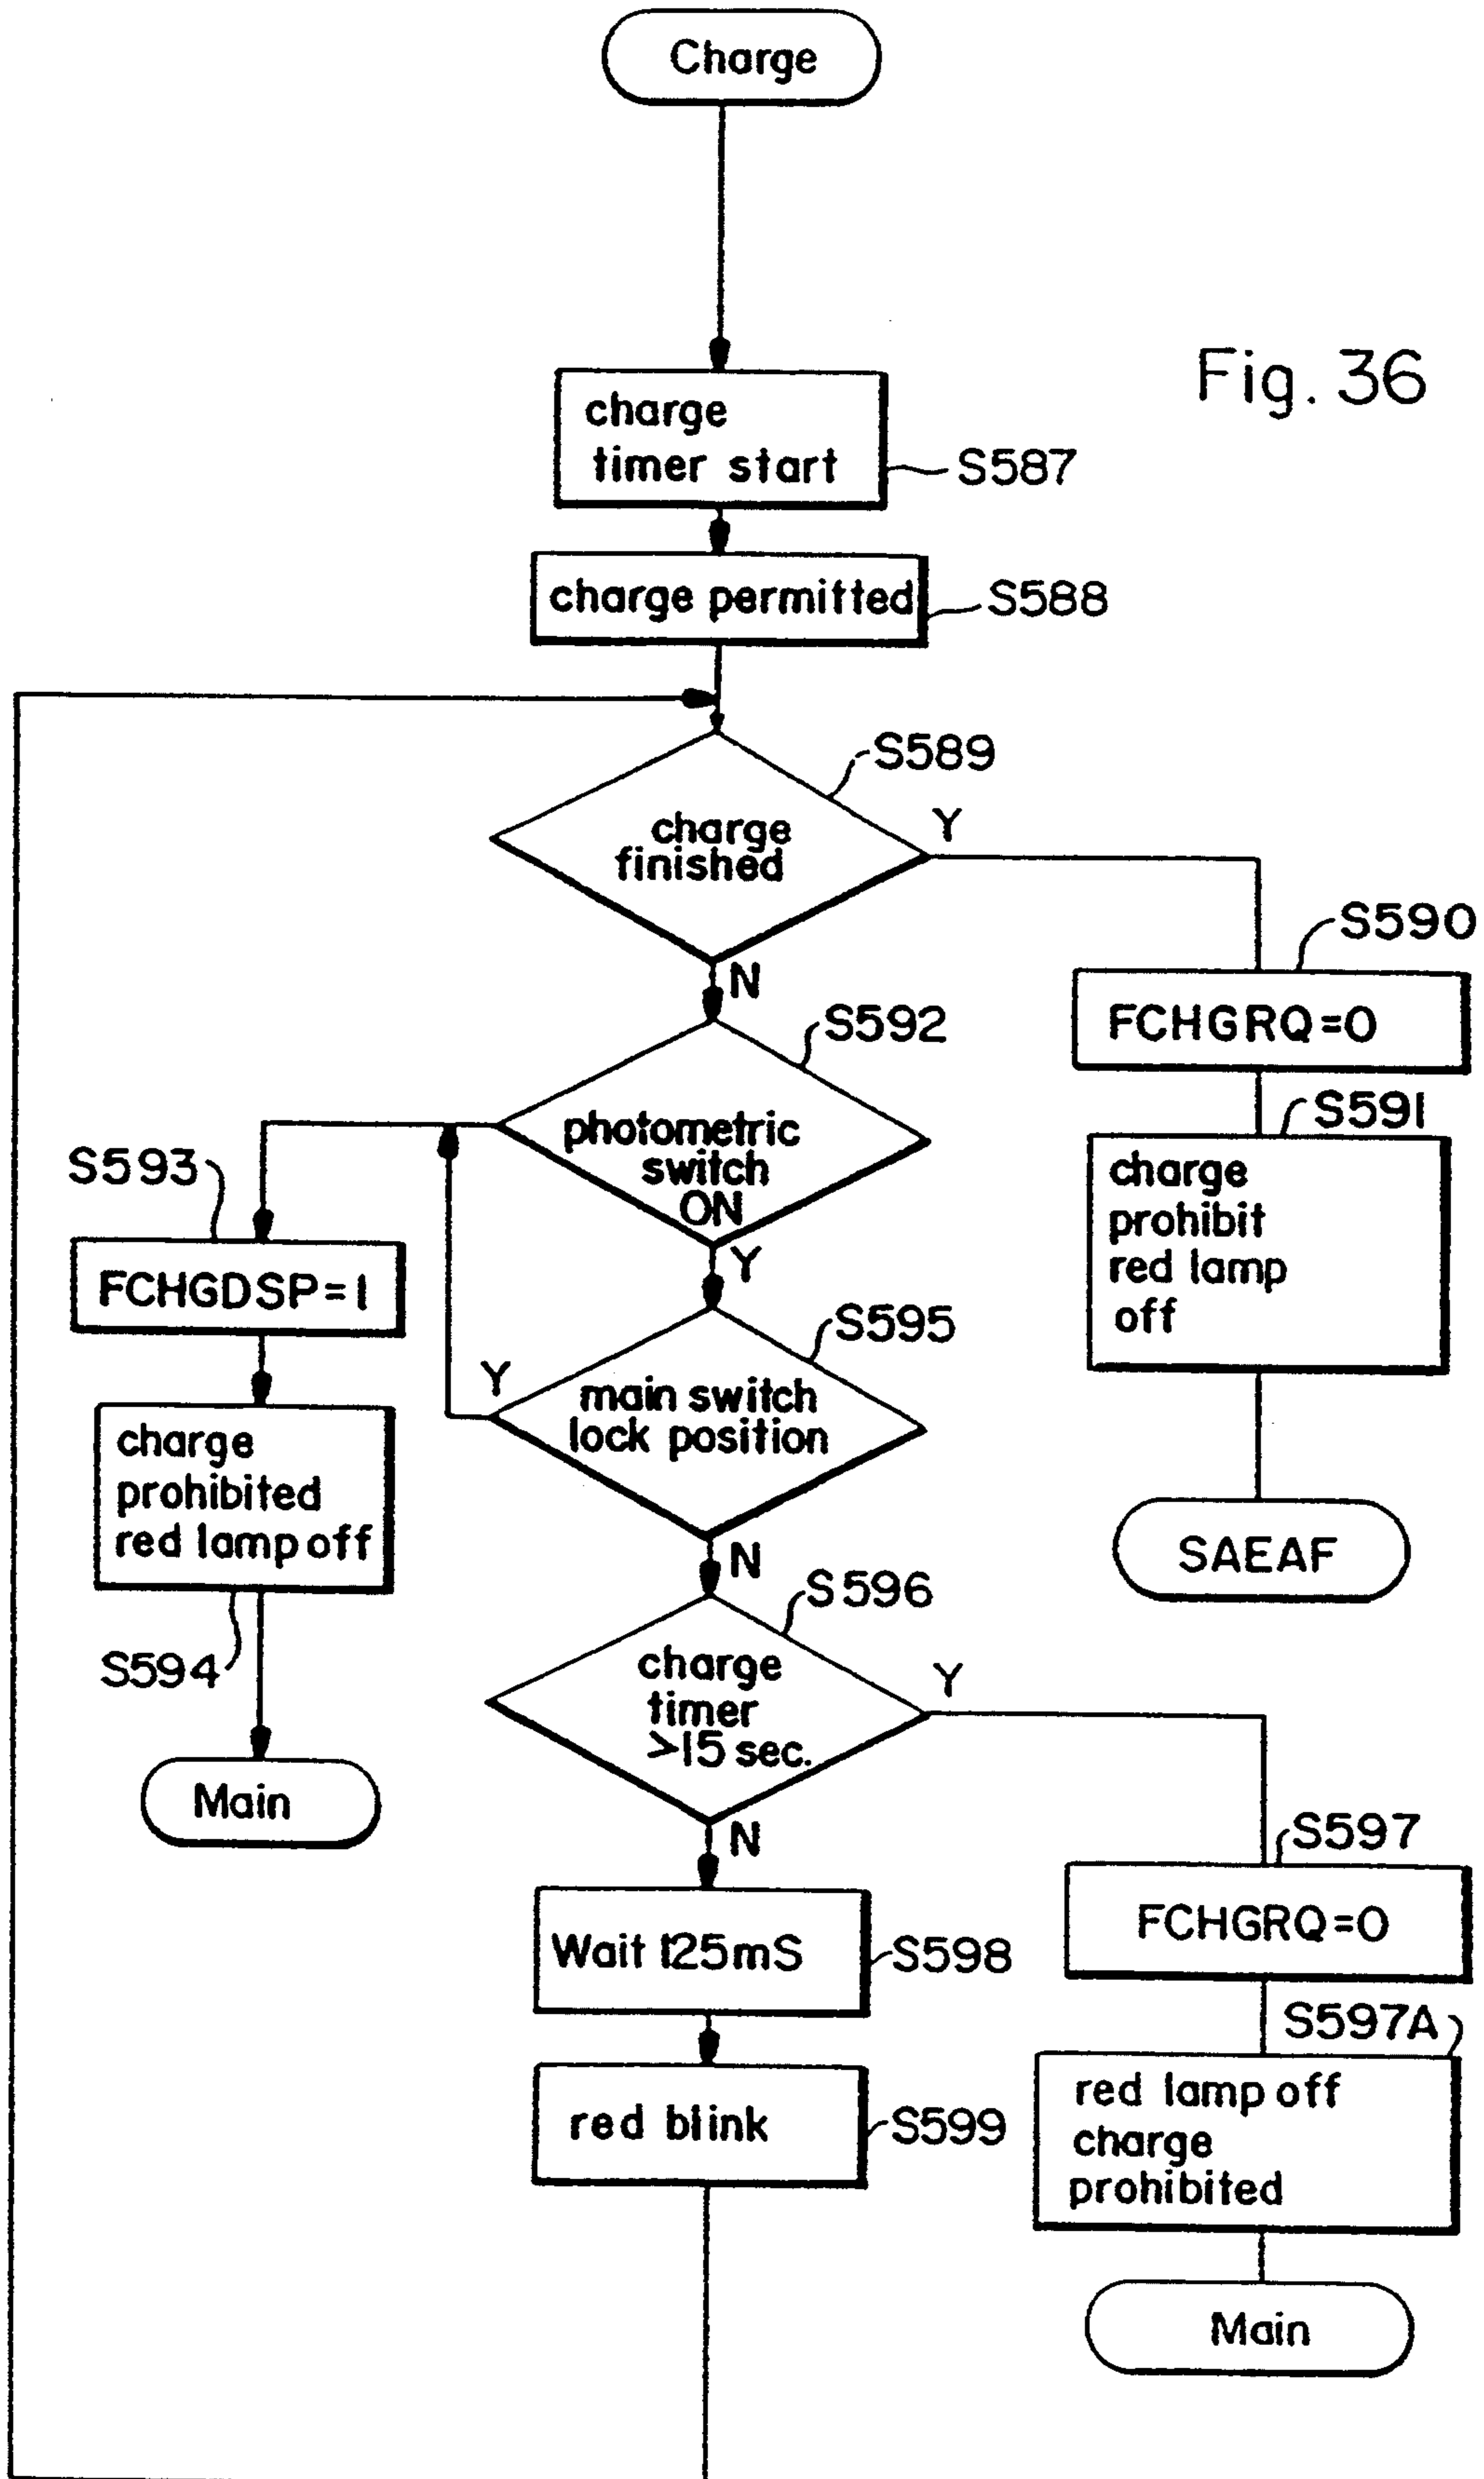 Charge
Fig. 36
charge
timer start
S587
charge permitted
S588
S589
charge
finished
Y
N
S590
FCHGRQ=0
S591
charge
prohibit
red lamp
off
SAEAF
S592
photometric
switch
ON
Y
S593
FCHGDSP=1
charge
prohibited
red lamp off
S594
Main
S595
main switch
lock position
Y
N
S596
charge
timer
>15 sec.
Y
N
S597
FCHGRQ=0
S597A
red lamp off
charge
prohibited
Main
Wait 125mS
S598
red blink
S599